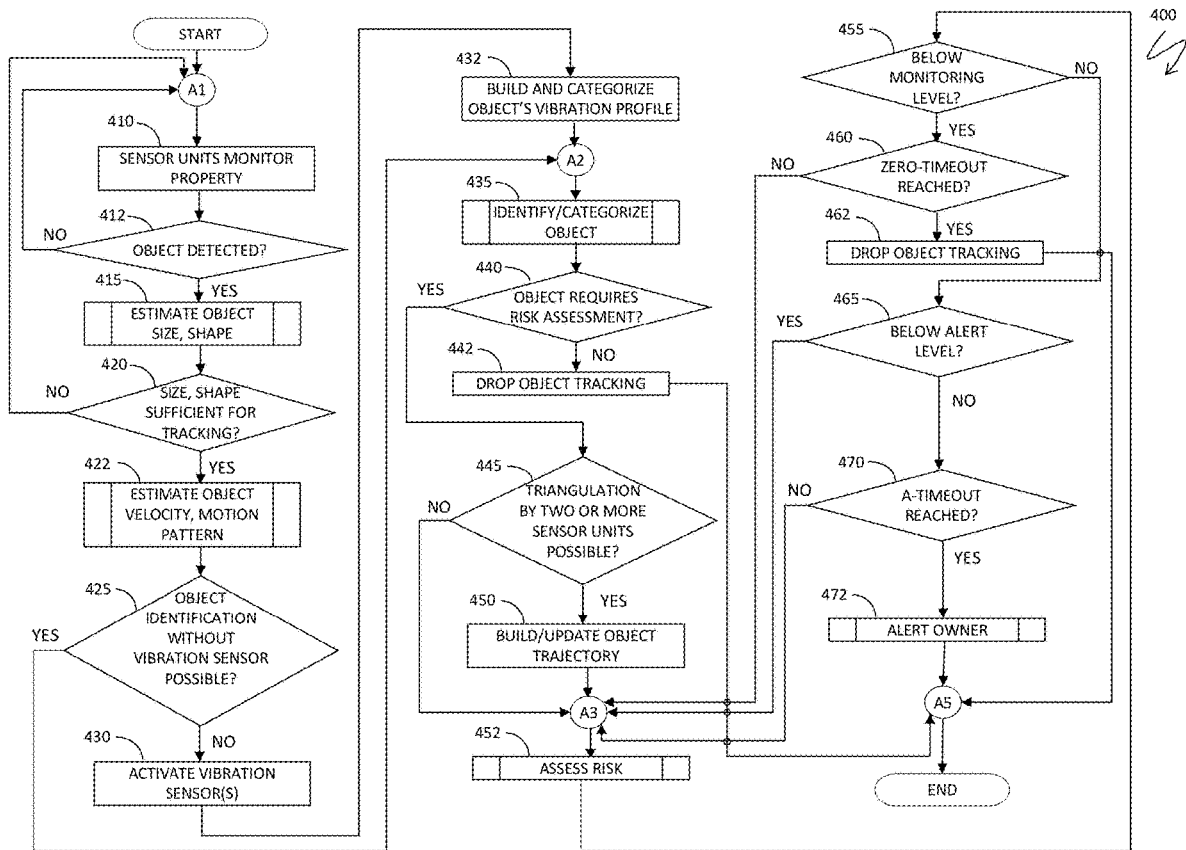 START
A1
410
SENSOR UNITS MONITOR
PROPERTY
412
NO
OBJECT DETECTED?
YES
415
ESTIMATE OBJECT
SIZE, SHAPE
420
NO
SIZE, SHAPE
SUFFICIENT FOR
TRACKING?
YES
422
ESTIMATE OBJECT
VELOCITY, MOTION
PATTERN
425
YES
OBJECT
IDENTIFICATION
WITHOUT
VIBRATION SENSOR
POSSIBLE?
NO
430
ACTIVATE VIBRATION
SENSOR(S)
432
BUILD AND CATEGORIZE
OBJECT'S VIBRATION PROFILE
A2
435
IDENTIFY/CATEGORIZE
OBJECT
440
YES
OBJECT REQUIRES
RISK ASSESSMENT?
NO
442
DROP OBJECT TRACKING
445
NO
TRIANGULATION
BY TWO OR MORE
SENSOR UNITS
POSSIBLE?
YES
450
BUILD/UPDATE OBJECT
TRAJECTORY
A3
452
ASSESS RISK
400
455
BELOW
MONITORING
LEVEL?
NO
YES
460
NO
ZERO-TIMEOUT
REACHED?
YES
462
DROP OBJECT TRACKING
465
YES
BELOW ALERT
LEVEL?
NO
470
NO
A-TIMEOUT
REACHED?
YES
472
ALERT OWNER
A5
END